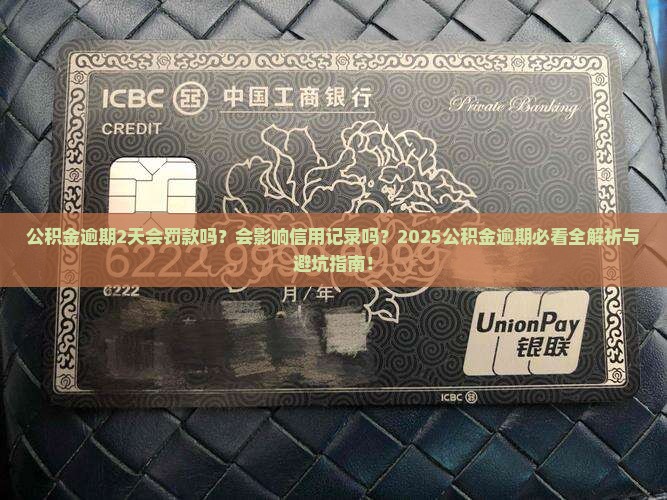 ICBC 中国工商银行 Private Banking
CREDIT
公积金逾期2天会罚款吗？会影响信用记录吗？2025公积金逾期必看全解析与
避坑指南！
6222
月/年
UnionPay
银联
ICBC